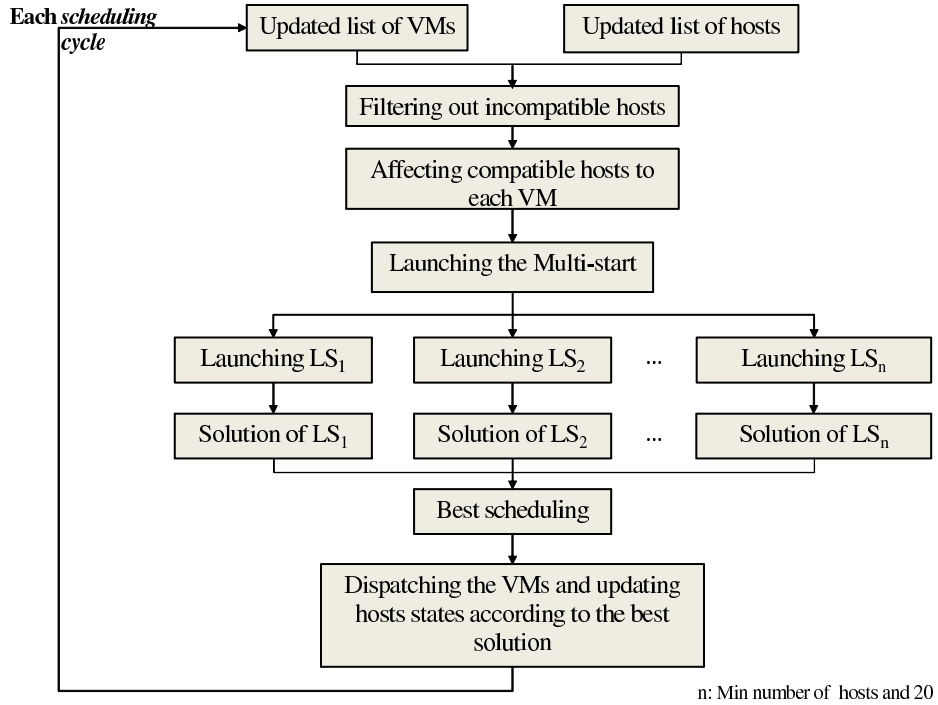 Each scheduling
cycle
Updated list of VMs
Updated list of hosts
Filtering out incompatible hosts
Affecting compatible hosts to
each VM
Launching the Multi-start
Launching LS1
Launching LS2
...
Launching LSn
Solution of LS1
Solution of LS2
...
Solution of LSn
Best scheduling
Dispatching the VMs and updating
hosts states according to the best
solution
n: Min number of hosts and 20